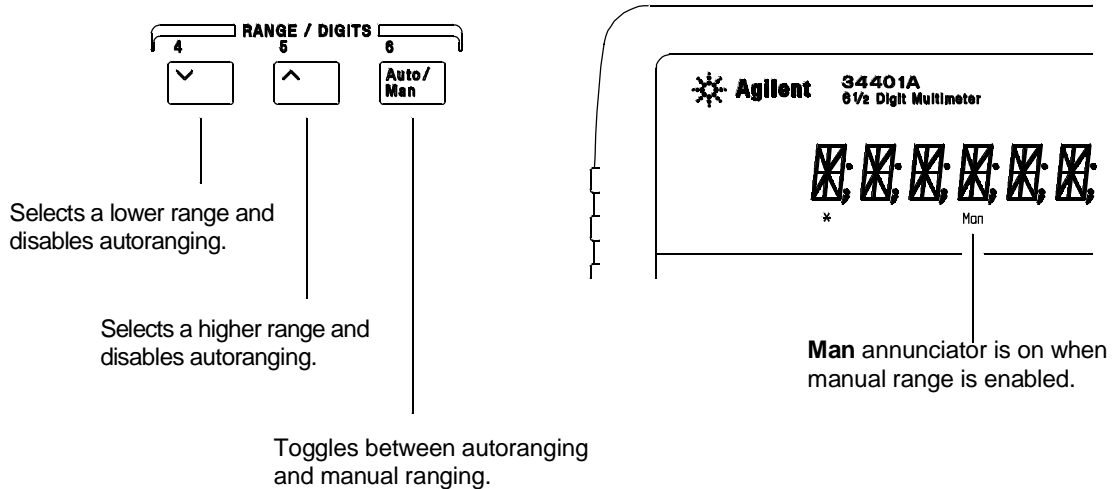 RANGE / DIGITS
4 5 6
Auto/
Man
Selects a lower range and
disables autoranging.
Selects a higher range and
disables autoranging.
Toggles between autoranging
and manual ranging.
Agilent 34401A
6½ Digit Multimeter
*
Man
Man annunciator is on when
manual range is enabled.